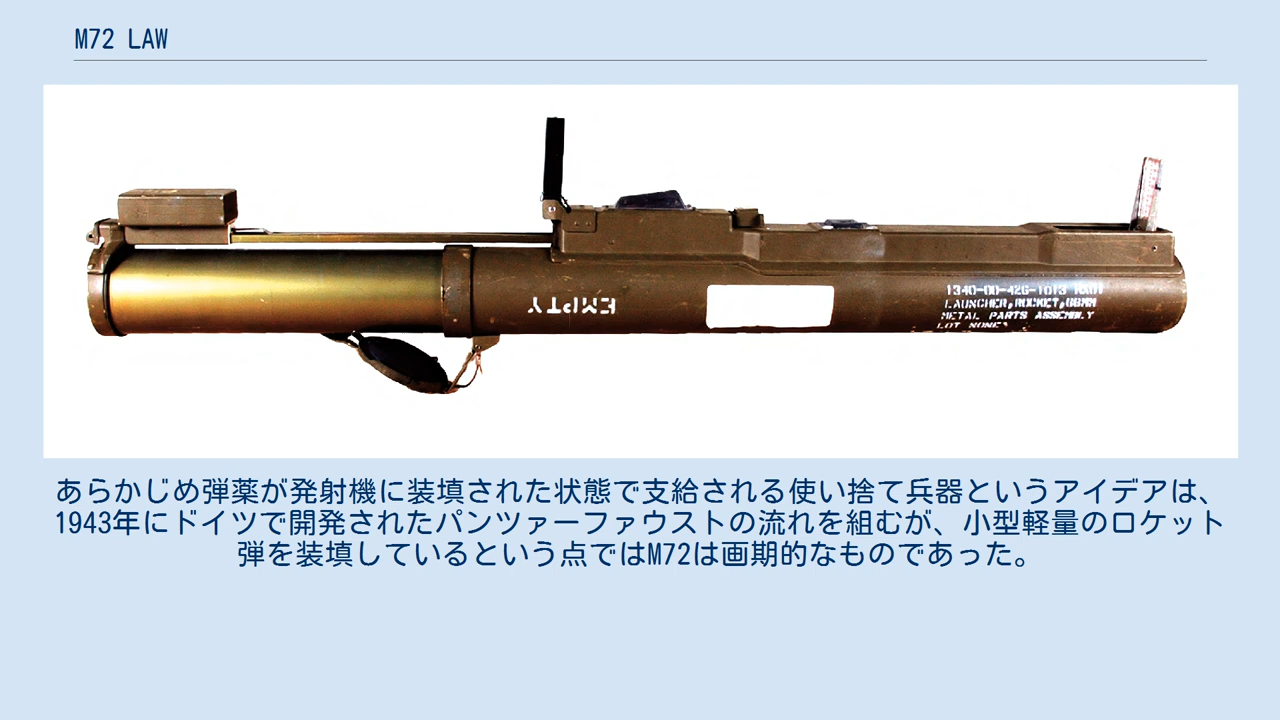 M72 LAW
EMPTY
1340-00-426-1013
LAUNCHER, ROCKET, 66MM
METAL PARTS ASSEMBLY
LOT NONE
あらかじめ弾薬が発射機に装填された状態で支給される使い捨て兵器というアイデアは、
1943年にドイツで開発されたパンツァーファウストの流れを組むが、小型軽量のロケット
弾を装填しているという点ではM72は画期的なものであった。